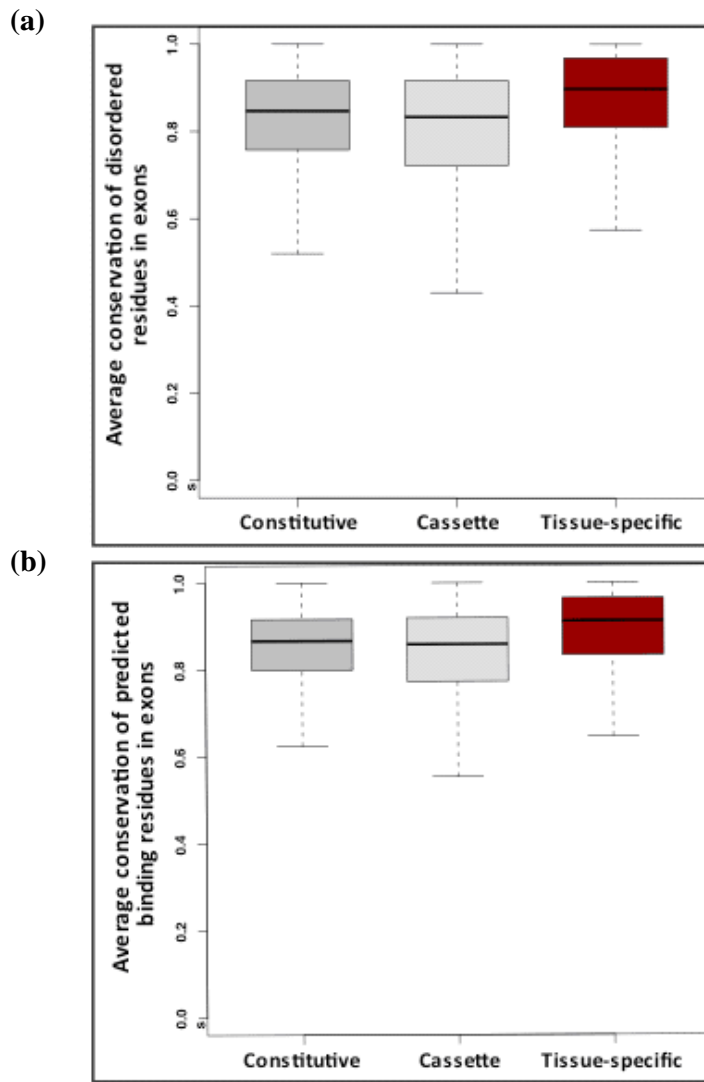 (a)
Average conservation of disordered
residues in exons
1.0
0.8
0.6
0.4
0.2
0.0
s
Constitutive Cassette Tissue-specific
(b)
Average conservation of predicted
binding residues in exons
1.0
0.8
0.6
0.4
0.2
0.0
s
Constitutive Cassette Tissue-specific